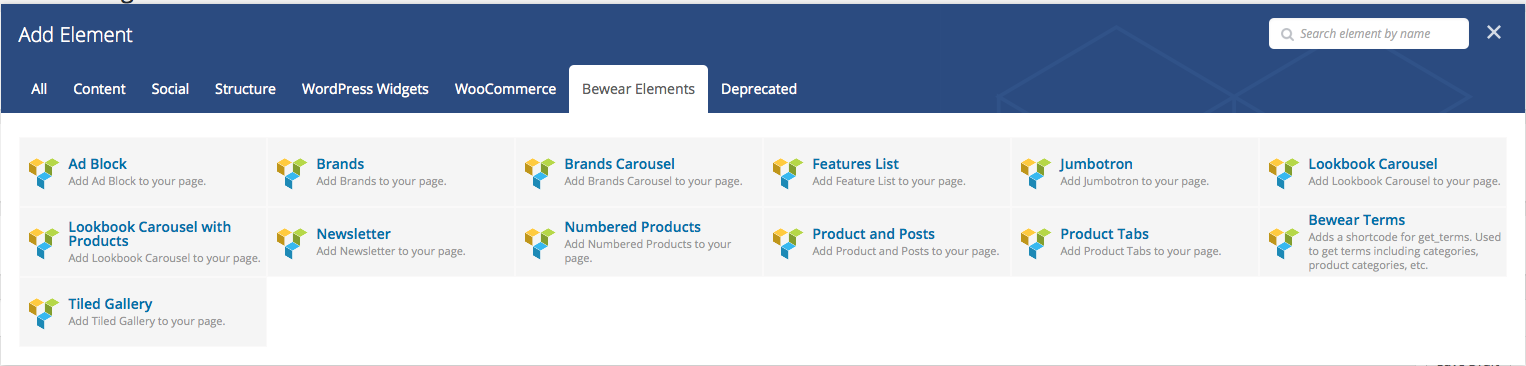 Add Element
Search element by name
All Content Social Structure WordPress Widgets WooCommerce Bewear Elements Deprecated
Ad Block
Add Ad Block to your page.
Brands
Add Brands to your page.
Brands Carousel
Add Brands Carousel to your page.
Features List
Add Feature List to your page.
Jumbotron
Add Jumbotron to your page.
Lookbook Carousel
Add Lookbook Carousel to your page.
Lookbook Carousel with
Products
Add Lookbook Carousel to your page.
Newsletter
Add Newsletter to your page.
Numbered Products
Add Numbered Products to your
page.
Product and Posts
Add Product and Posts to your page.
Product Tabs
Add Product Tabs to your page.
Bewear Terms
Adds a shortcode for get_terms. Used
to get terms including categories,
product categories, etc.
Tiled Gallery
Add Tiled Gallery to your page.